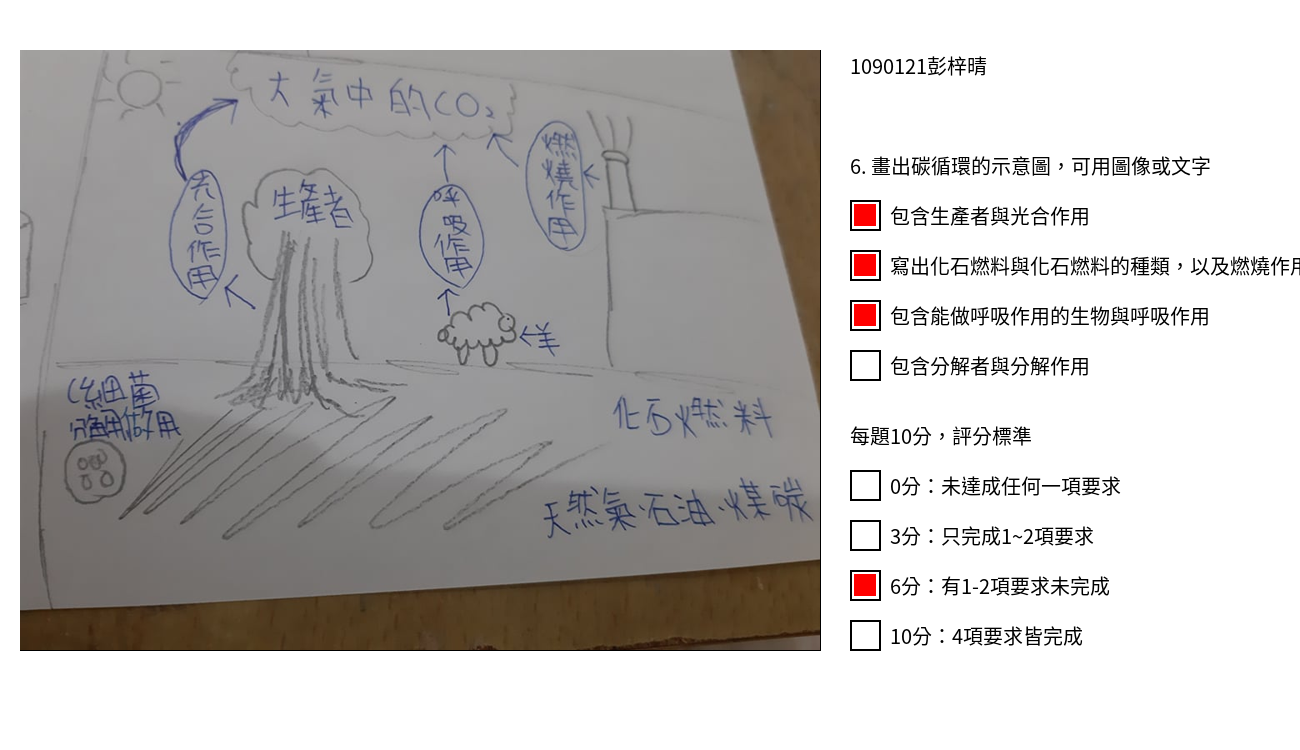 大氣中的CO₂
燃燒作用
光合作用
生產者
呼吸作用
←羊
細菌
分解做用
化石燃料
天然氣·石油·煤碳
1090121彭梓晴
6. 畫出碳循環的示意圖，可用圖像或文字
包含生產者與光合作用
寫出化石燃料與化石燃料的種類，以及燃燒作用
包含能做呼吸作用的生物與呼吸作用
包含分解者與分解作用
每題10分，評分標準
0分：未達成任何一項要求
3分：只完成1~2項要求
6分：有1-2項要求未完成
10分：4項要求皆完成